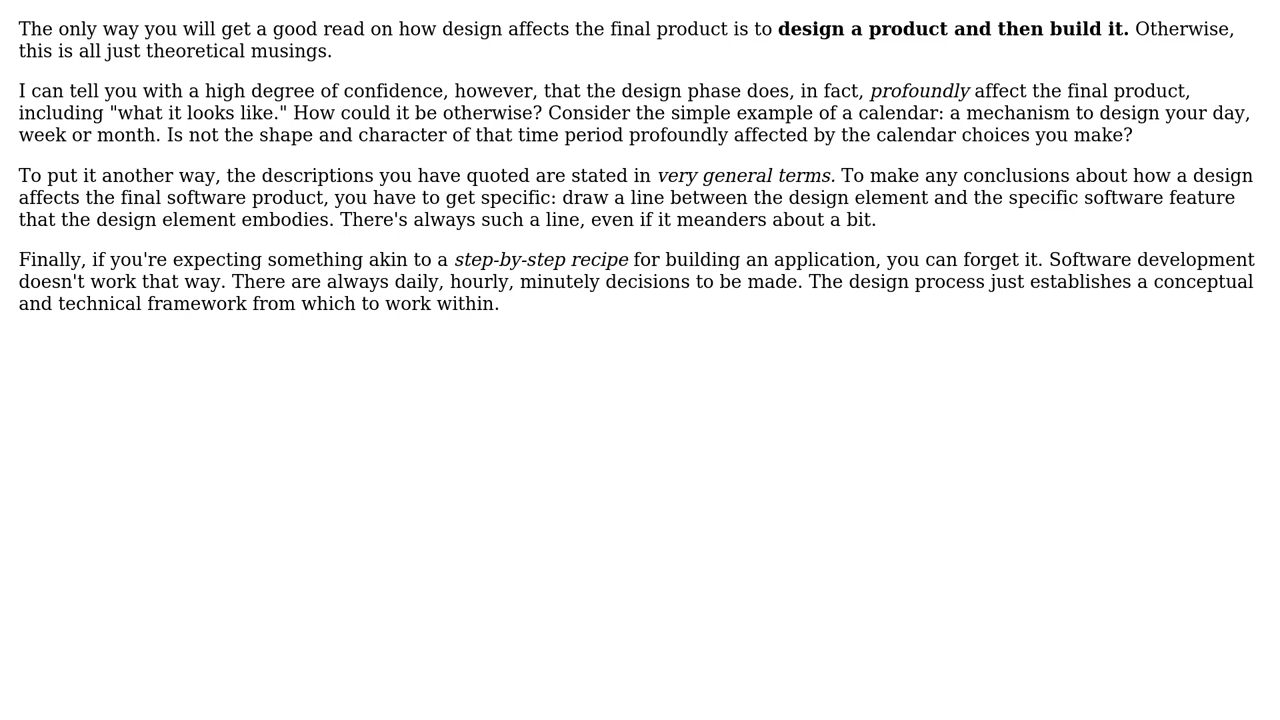 The only way you will get a good read on how design affects the final product is to design a product and then build it. Otherwise,
this is all just theoretical musings.
I can tell you with a high degree of confidence, however, that the design phase does, in fact, profoundly affect the final product,
including "what it looks like." How could it be otherwise? Consider the simple example of a calendar: a mechanism to design your day,
week or month. Is not the shape and character of that time period profoundly affected by the calendar choices you make?
To put it another way, the descriptions you have quoted are stated in very general terms. To make any conclusions about how a design
affects the final software product, you have to get specific: draw a line between the design element and the specific software feature
that the design element embodies. There's always such a line, even if it meanders about a bit.
Finally, if you're expecting something akin to a step-by-step recipe for building an application, you can forget it. Software development
doesn't work that way. There are always daily, hourly, minutely decisions to be made. The design process just establishes a conceptual
and technical framework from which to work within.